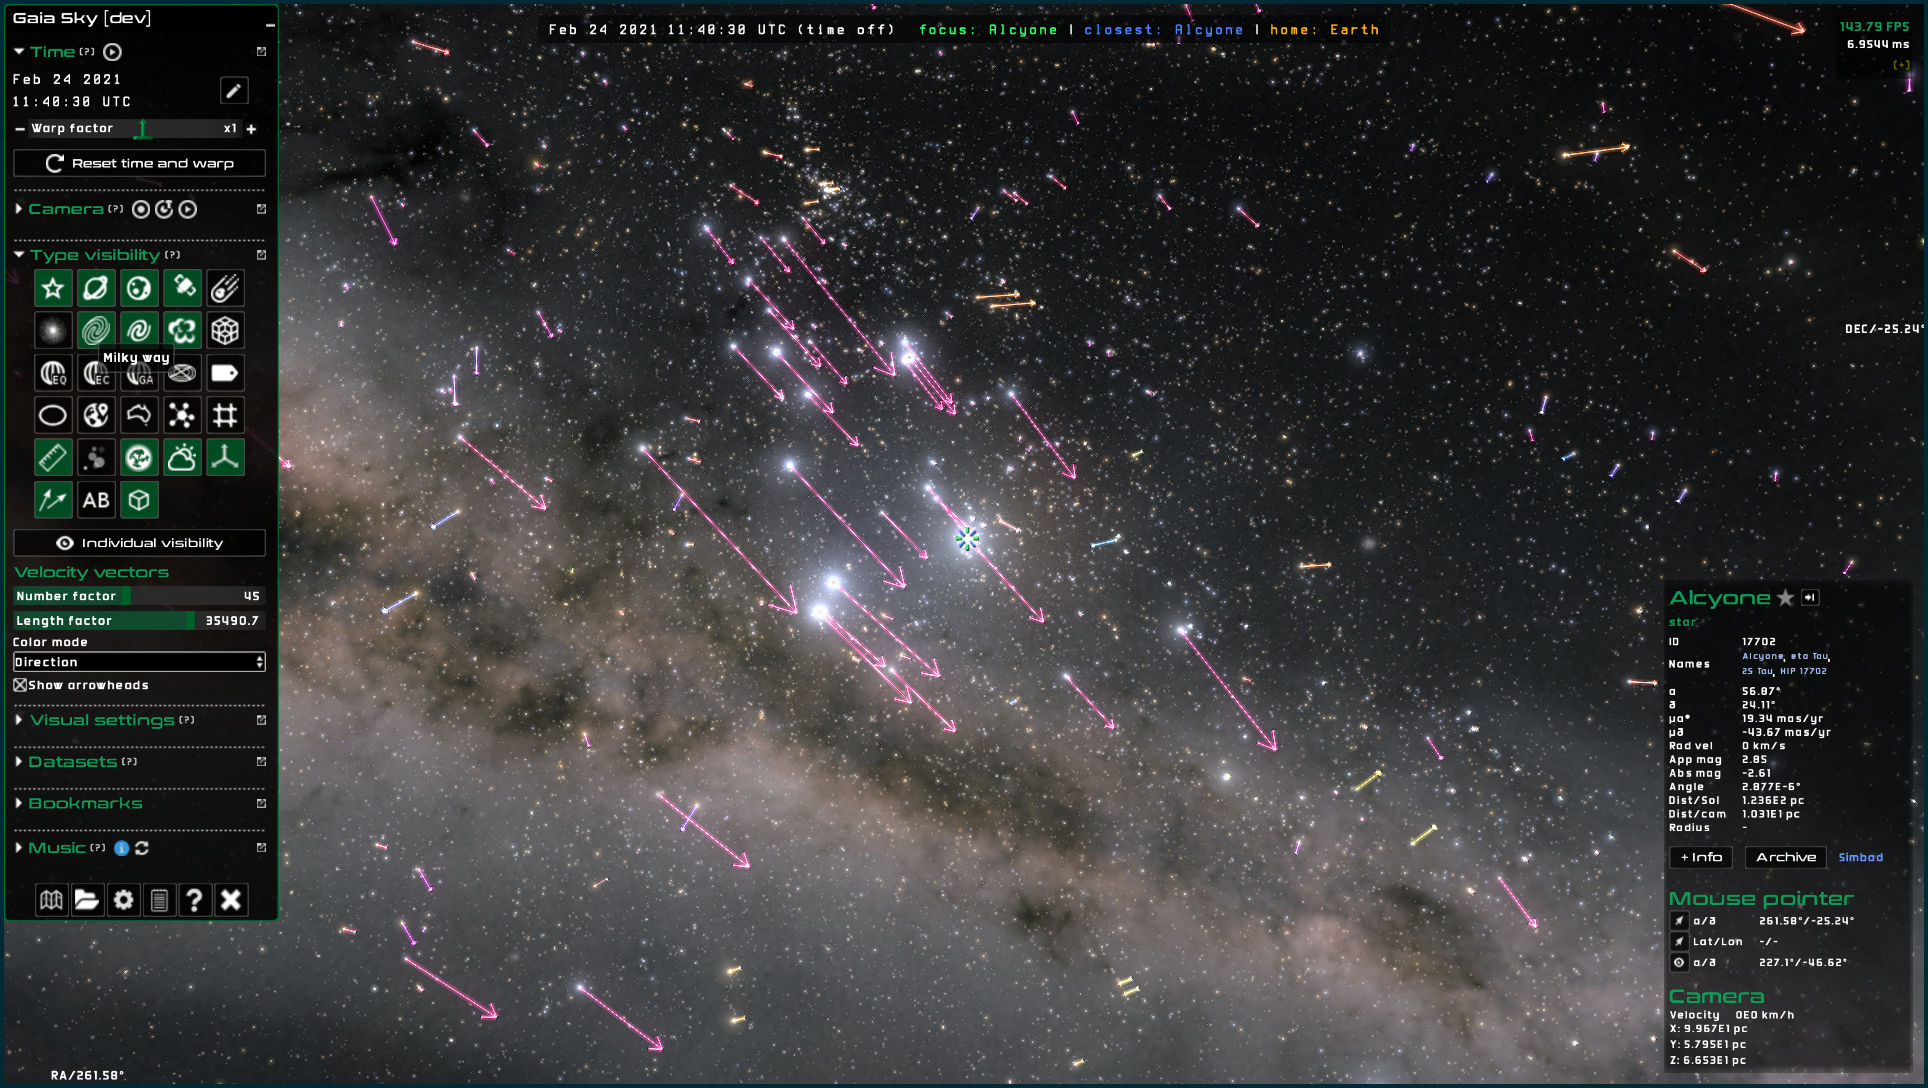 Gaia Sky [dev]
Time [?]
Feb 24 2021
11:40:30 UTC
Warp factor x1
Reset time and warp
Camera [?]
Type visibility [?]
Milky way
EQ EC GA
AB
Individual visibility
Velocity vectors
Number factor 45
Length factor 35490.7
Color mode
Direction
Show arrowheads
Visual settings [?]
Datasets [?]
Bookmarks
Music [?]
Feb 24 2021 11:40:30 UTC (time off) focus: Alcyone | closest: Alcyone | home: Earth
143.79 FPS
6.9544 ms
[+]
DEC/-25.24°
Alcyone
star
ID 17702
Names Alcyone, eta Tau,
25 Tau, HIP 17702
α 56.87°
δ 24.11°
μα* 19.34 mas/yr
μδ -43.67 mas/yr
Rad vel 0 km/s
App mag 2.85
Abs mag -2.61
Angle 2.877E-6°
Dist/Sol 1.236E2 pc
Dist/cam 1.031E1 pc
Radius -
+ Info Archive Simbad
Mouse pointer
α/δ 261.58°/-25.24°
Lat/Lon -/-
α/δ 227.1°/-46.62°
Camera
Velocity 0E0 km/h
X: 9.967E1 pc
Y: 5.795E1 pc
Z: 6.653E1 pc
RA/261.58°